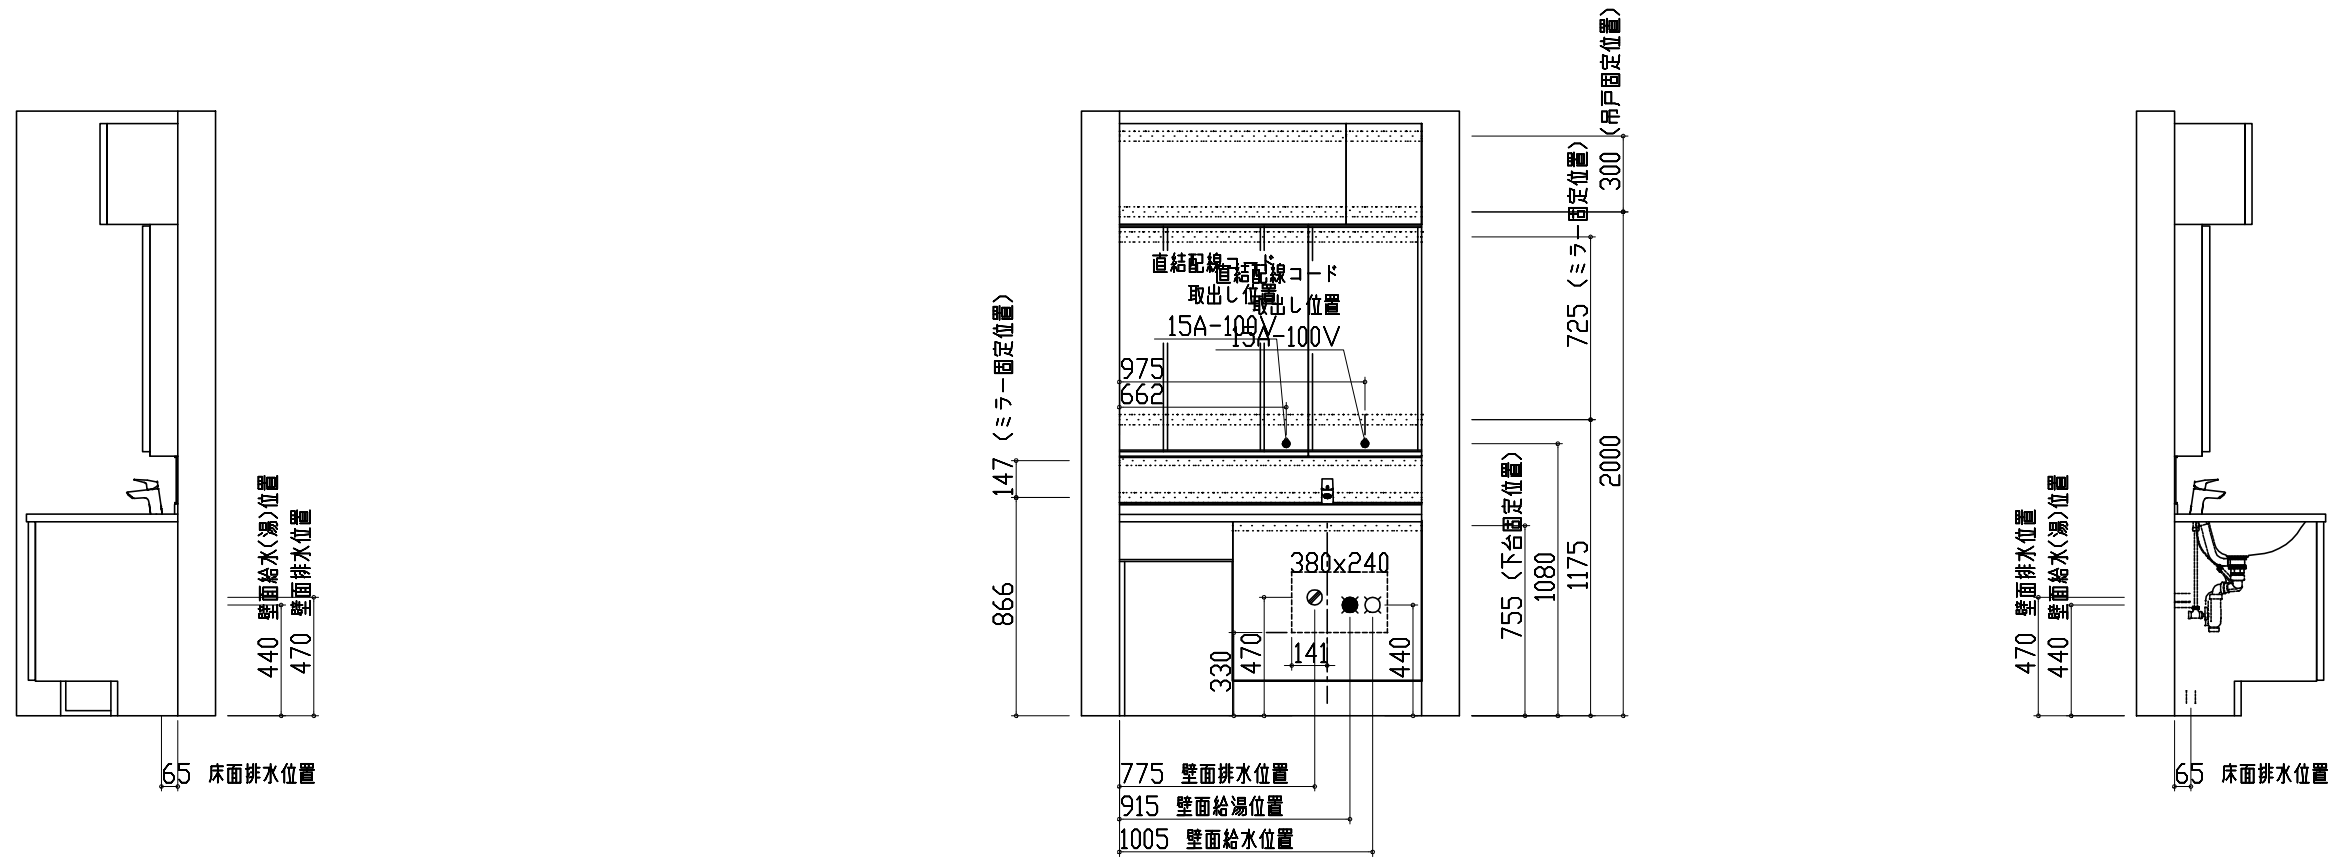 440 壁面給水(湯)位置
470 壁面排水位置
65 床面排水位置
直結配線コード
取出し位置
15A-100V
直結配線コード
取出し位置
15A-100V
975
662
147 (ミラー固定位置)
866
380x240
330
470
141
440
775 壁面排水位置
915 壁面給湯位置
1005 壁面給水位置
755 (下台固定位置)
1080
1175
725 (ミラー固定位置)
2000
300 (吊戸固定位置)
470 壁面排水位置
440 壁面給水(湯)位置
65 床面排水位置